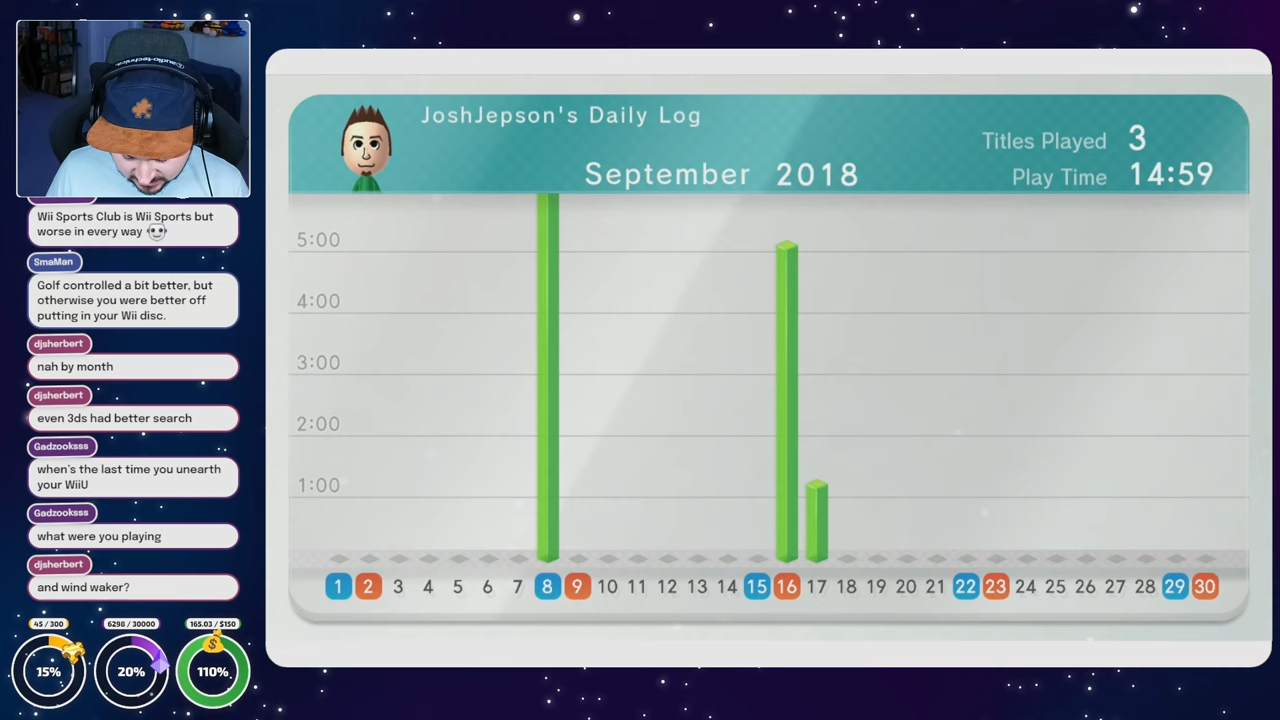 audio-technica
Wii Sports Club is Wii Sports but
worse in every way
SmaMan
Golf controlled a bit better, but
otherwise you were better off
putting in your Wii disc.
djsherbert
nah by month
djsherbert
even 3ds had better search
Gadzooksss
when's the last time you unearth
your WiiU
Gadzooksss
what were you playing
djsherbert
and wind waker?
45 / 300
6298 / 30000
165.03 / $150
15%
20%
110%
JoshJepson's Daily Log
September 2018
Titles Played 3
Play Time 14:59
5:00
4:00
3:00
2:00
1:00
1 2 3 4 5 6 7 8 9 10 11 12 13 14 15 16 17 18 19 20 21 22 23 24 25 26 27 28 29 30